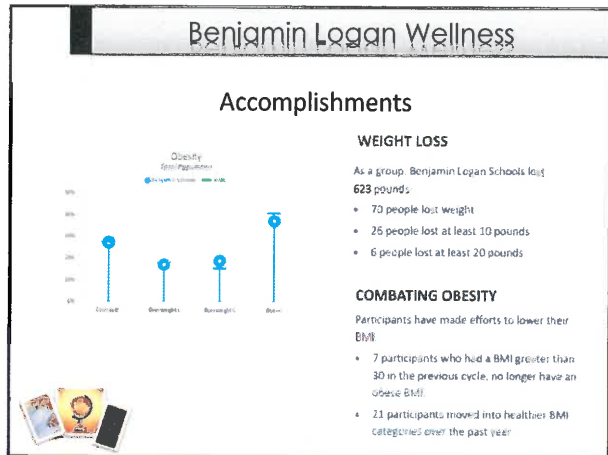 Benjamin Logan Wellness
Accomplishments
WEIGHT LOSS
As a group, Benjamin Logan Schools lost
623 pounds
• 70 people lost weight
• 26 people lost at least 10 pounds
• 6 people lost at least 20 pounds
Obesity
COMBATING OBESITY
Participants have made efforts to lower their
BMI
• 7 participants who had a BMI greater than
30 in the previous cycle, no longer have an
obese BMI.
• 21 participants moved into healthier BMI
categories over the past year